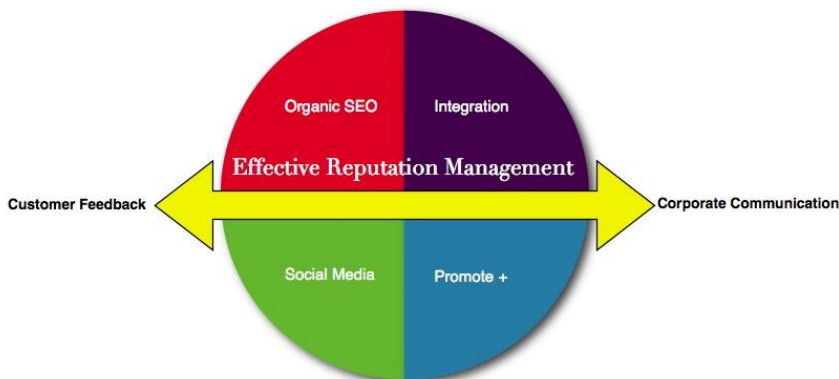 Organic SEO
Integration
Effective Reputation Management
Customer Feedback
Corporate Communication
Social Media
Promote +